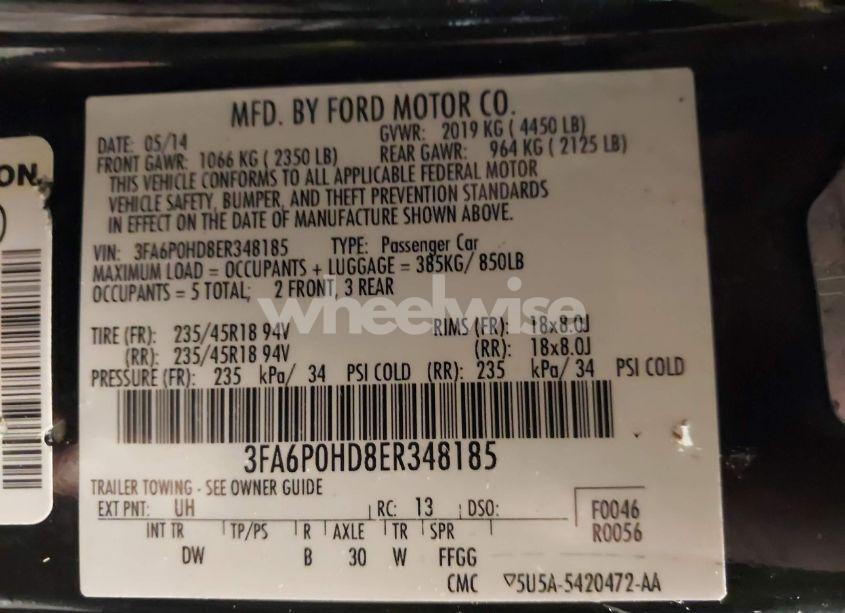 MFD. BY FORD MOTOR CO.
DATE: 05/14 GVWR: 2019 KG ( 4450 LB)
FRONT GAWR: 1066 KG ( 2350 LB) REAR GAWR: 964 KG ( 2125 LB)
THIS VEHICLE CONFORMS TO ALL APPLICABLE FEDERAL MOTOR
VEHICLE SAFETY, BUMPER, AND THEFT PREVENTION STANDARDS
IN EFFECT ON THE DATE OF MANUFACTURE SHOWN ABOVE.
VIN: 3FA6P0HD8ER348185 TYPE: Passenger Car
MAXIMUM LOAD = OCCUPANTS + LUGGAGE = 385KG/ 850LB
OCCUPANTS = 5 TOTAL; 2 FRONT, 3 REAR
wheelwise
TIRE (FR): 235/45R18 94V RIMS (FR): 18x8.0J
(RR): 235/45R18 94V (RR): 18x8.0J
PRESSURE (FR): 235 kPa/ 34 PSI COLD (RR): 235 kPa/ 34 PSI COLD
3FA6P0HD8ER348185
TRAILER TOWING - SEE OWNER GUIDE
EXT PNT: UH RC: 13 DSO: F0046
INT TR TP/PS R AXLE TR SPR R0056
DW B 30 W FFGG
CMC ▽5U5A-5420472-AA
ON